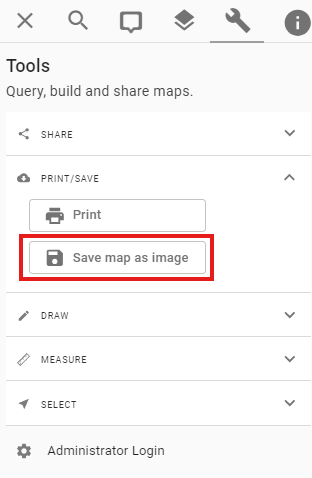 Tools
Query, build and share maps.
SHARE
PRINT/SAVE
Print
Save map as image
DRAW
MEASURE
SELECT
Administrator Login